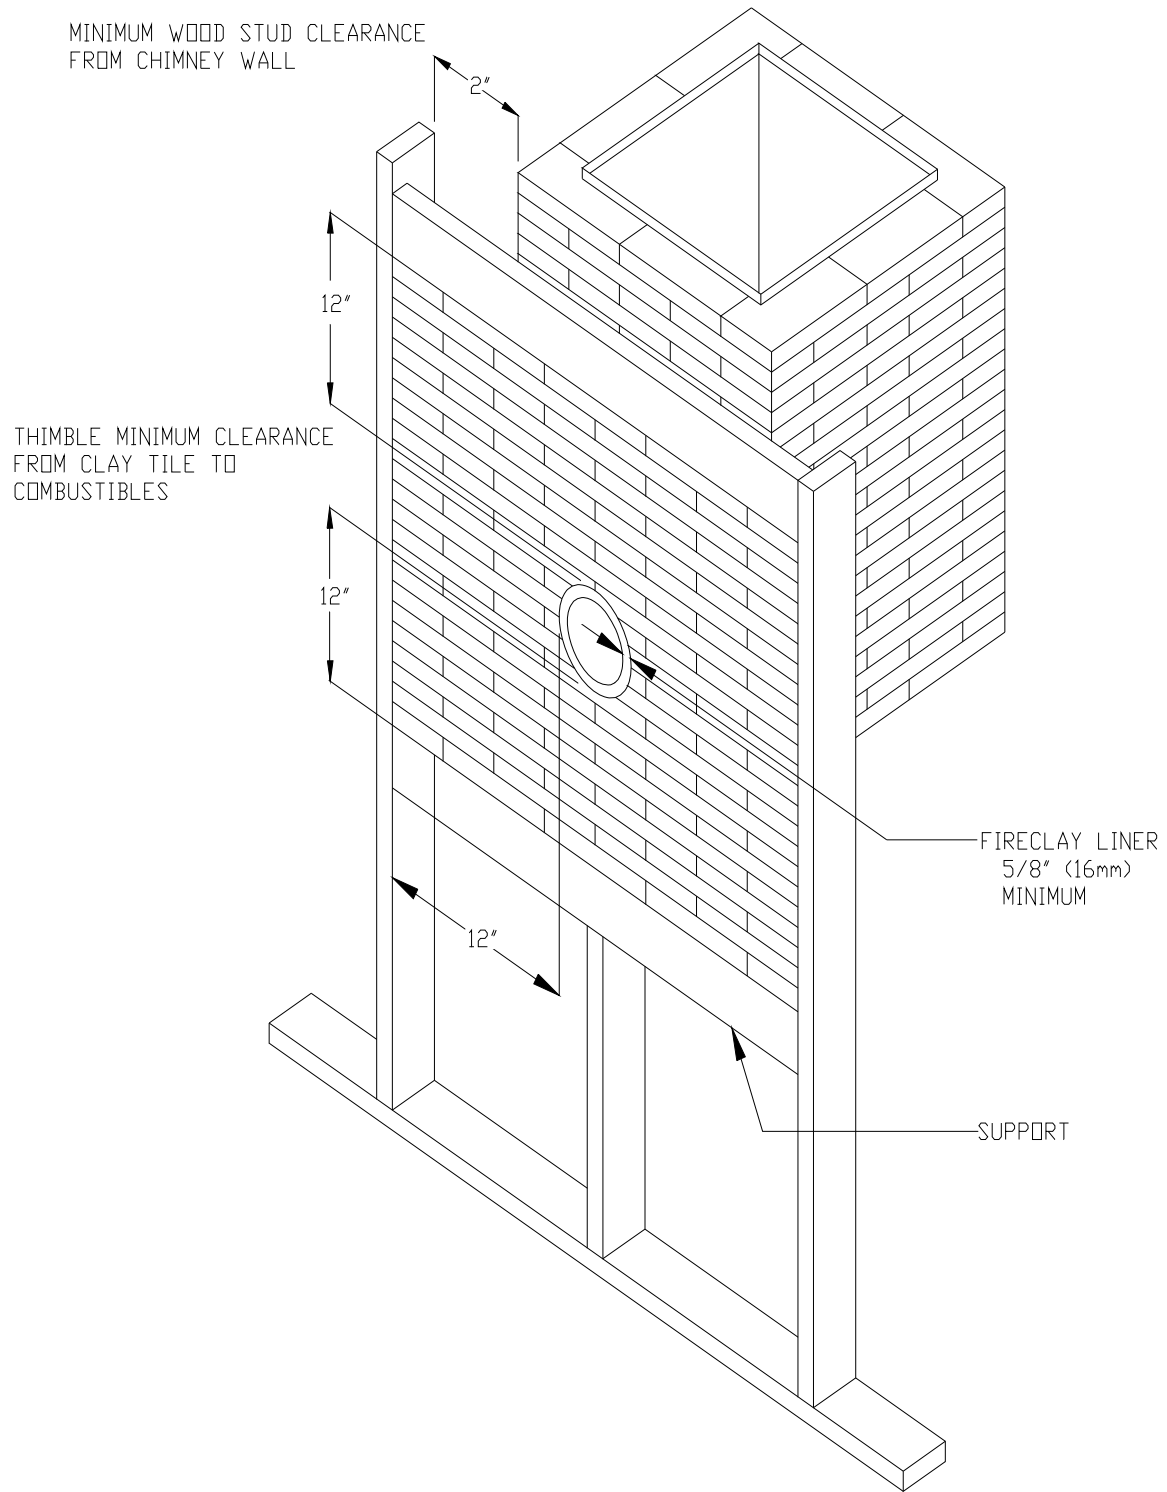 MINIMUM WOOD STUD CLEARANCE
FROM CHIMNEY WALL
2"
12"
THIMBLE MINIMUM CLEARANCE
FROM CLAY TILE TO
COMBUSTIBLES
12"
FIRECLAY LINER
5/8" (16mm)
MINIMUM
12"
SUPPORT